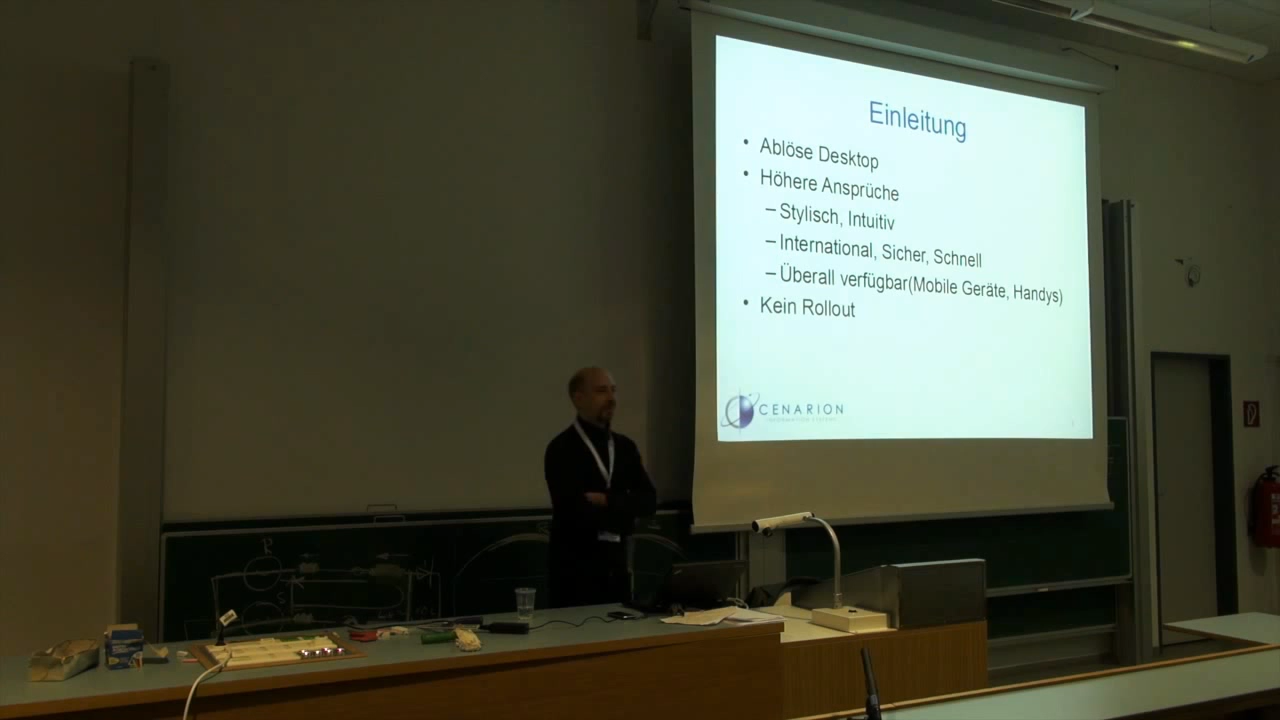 Einleitung
• Ablöse Desktop
• Höhere Ansprüche
– Stylisch, Intuitiv
– International, Sicher, Schnell
– Überall verfügbar(Mobile Geräte, Handys)
• Kein Rollout
CENARION